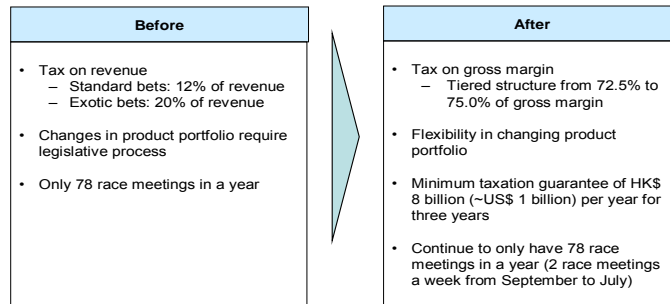 Before
• Tax on revenue
– Standard bets: 12% of revenue
– Exotic bets: 20% of revenue
• Changes in product portfolio require
legislative process
• Only 78 race meetings in a year
After
• Tax on gross margin
– Tiered structure from 72.5% to
75.0% of gross margin
• Flexibility in changing product
portfolio
• Minimum taxation guarantee of HK$
8 billion (~US$ 1 billion) per year for
three years
• Continue to only have 78 race
meetings in a year (2 race meetings
a week from September to July)